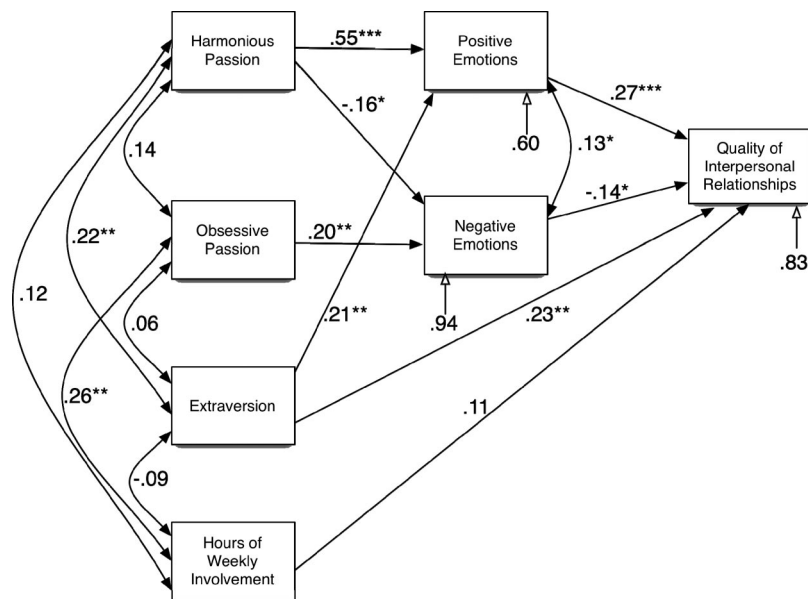 Harmonious
Passion
.55***
Positive
Emotions
-.16*
.27***
.60
.13*
Quality of
Interpersonal
Relationships
.14
Obsessive
Passion
.20**
Negative
Emotions
-.14*
.22**
.83
.12
.06
.21**
.94
.23**
.26**
Extraversion
.11
-.09
Hours of
Weekly
Involvement